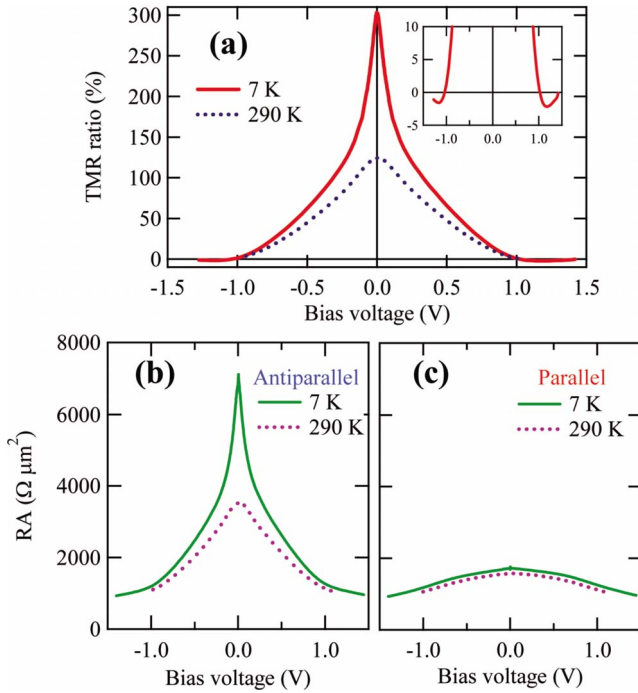 (a)
TMR ratio (%)
300
250
200
150
100
50
0
7 K
290 K
10
5
0
-5
-1.0 0.0 1.0
-1.5 -1.0 -0.5 0.0 0.5 1.0 1.5
Bias voltage (V)
(b)
Antiparallel
7 K
290 K
RA (Ω μm²)
8000
6000
4000
2000
0
-1.0 0.0 1.0
Bias voltage (V)
(c)
Parallel
7 K
290 K
-1.0 0.0 1.0
Bias voltage (V)